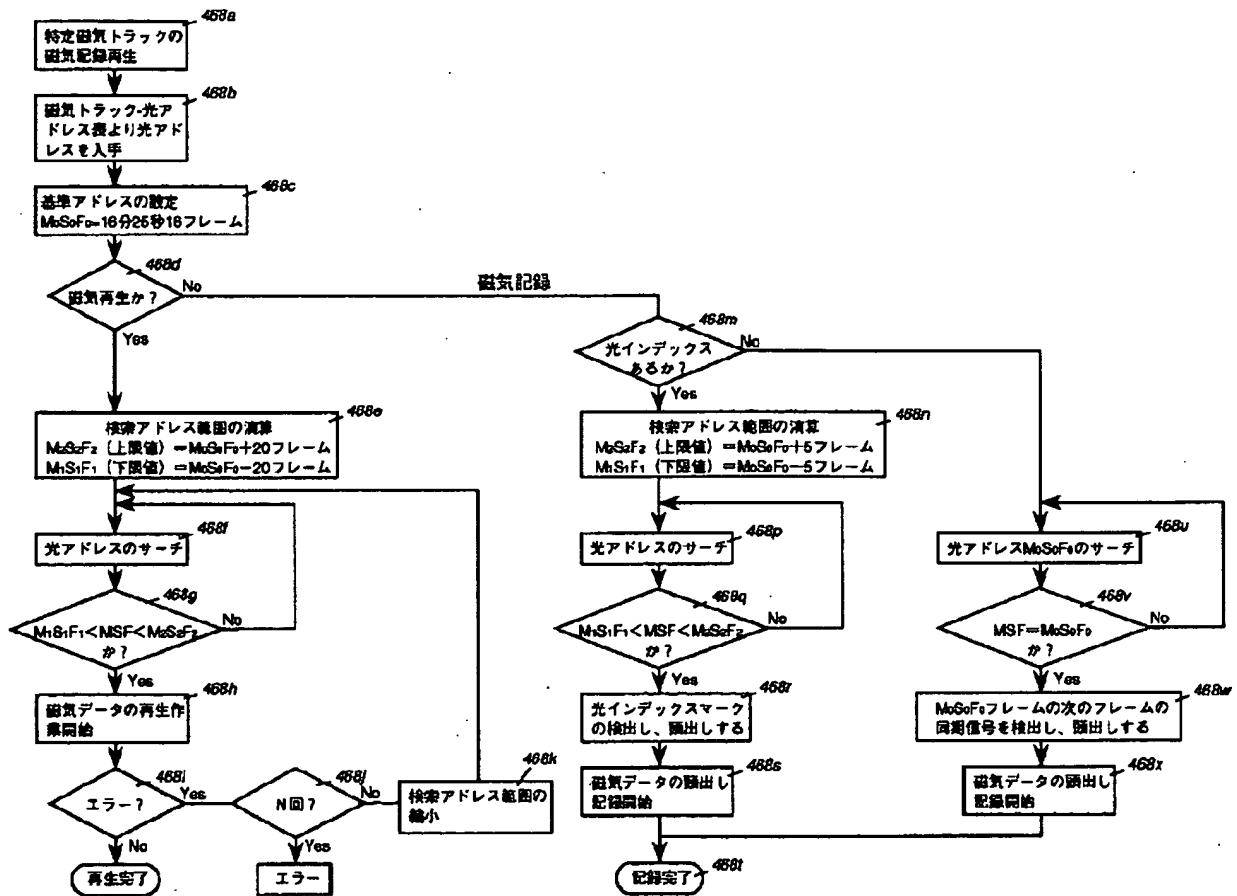 468a
特定磁気トラックの
磁気記録再生
468b
磁気トラック-光ア
ドレス表より光アド
レスを入手
468c
基準アドレスの設定
M0S0F0=16分25秒16フレーム
468d
磁気再生か?
No
磁気記録
Yes
468m
光インデックス
あるか?
No
Yes
468e
検索アドレス範囲の演算
M2S2F2(上限値)=M0S0F0+20フレーム
M1S1F1(下限値)=M0S0F0−20フレーム
468n
検索アドレス範囲の演算
M2S2F2(上限値)=M0S0F0+5フレーム
M1S1F1(下限値)=M0S0F0−5フレーム
468f
光アドレスのサーチ
468p
光アドレスのサーチ
468u
光アドレスM0S0F0のサーチ
468g
M1S1F1<MSF<M2S2F2
か?
No
Yes
468q
M1S1F1<MSF<M2S2F2
か?
No
Yes
468v
MSF=M0S0F0
か?
No
Yes
468h
磁気データの再生作
業開始
468r
光インデックスマーク
の検出し、頭出しする
468w
M0S0F0フレームの次のフレームの
同期信号を検出し、頭出しする
468i
エラー?
Yes
No
468j
N回?
No
Yes
468k
検索アドレス範囲の
縮小
468s
磁気データの頭出し
記録開始
468x
磁気データの頭出し
記録開始
再生完了
エラー
記録完了
468t